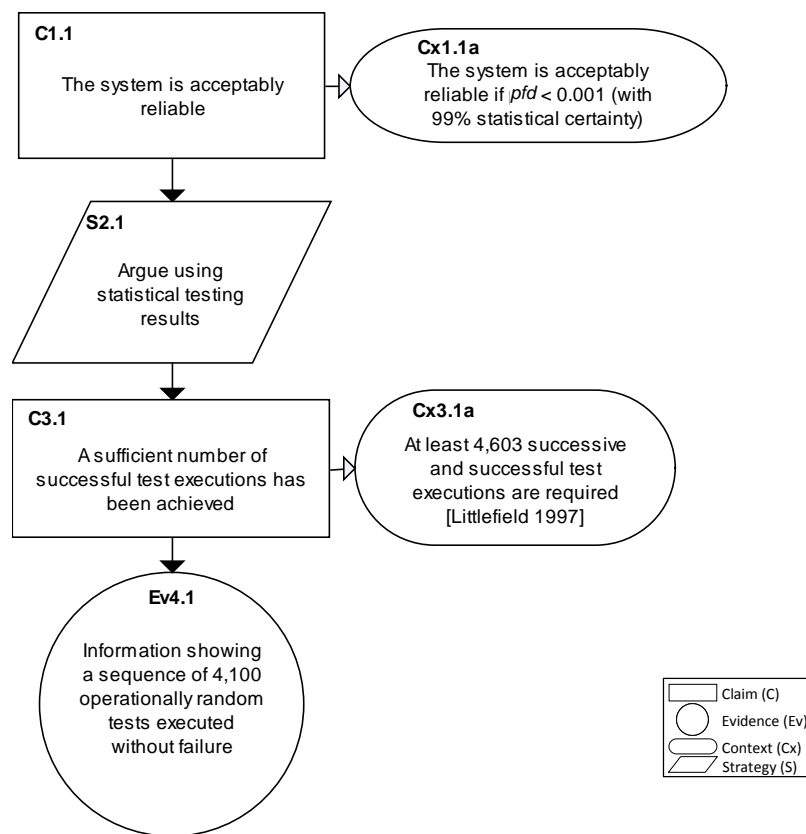 C1.1
The system is acceptably
reliable
Cx1.1a
The system is acceptably
reliable if pfd < 0.001 (with
99% statistical certainty)
S2.1
Argue using
statistical testing
results
C3.1
A sufficient number of
successful test executions has
been achieved
Cx3.1a
At least 4,603 successive
and successful test
executions are required
[Littlefield 1997]
Ev4.1
Information showing
a sequence of 4,100
operationally random
tests executed
without failure
Claim (C)
Evidence (Ev)
Context (Cx)
Strategy (S)